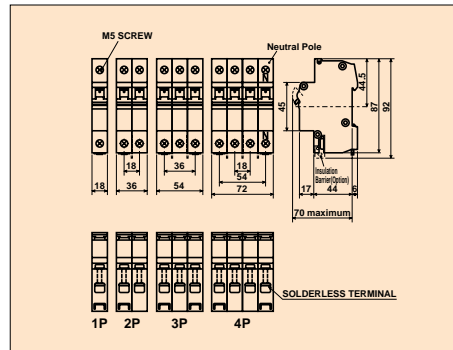 M5 SCREW
Neutral Pole
N
N
45
44.5
87
92
18
36
18
54
18
36
54
72
Insulation
Barrier(Option)
17
44
6
70 maximum
SOLDERLESS TERMINAL
1P
2P
3P
4P